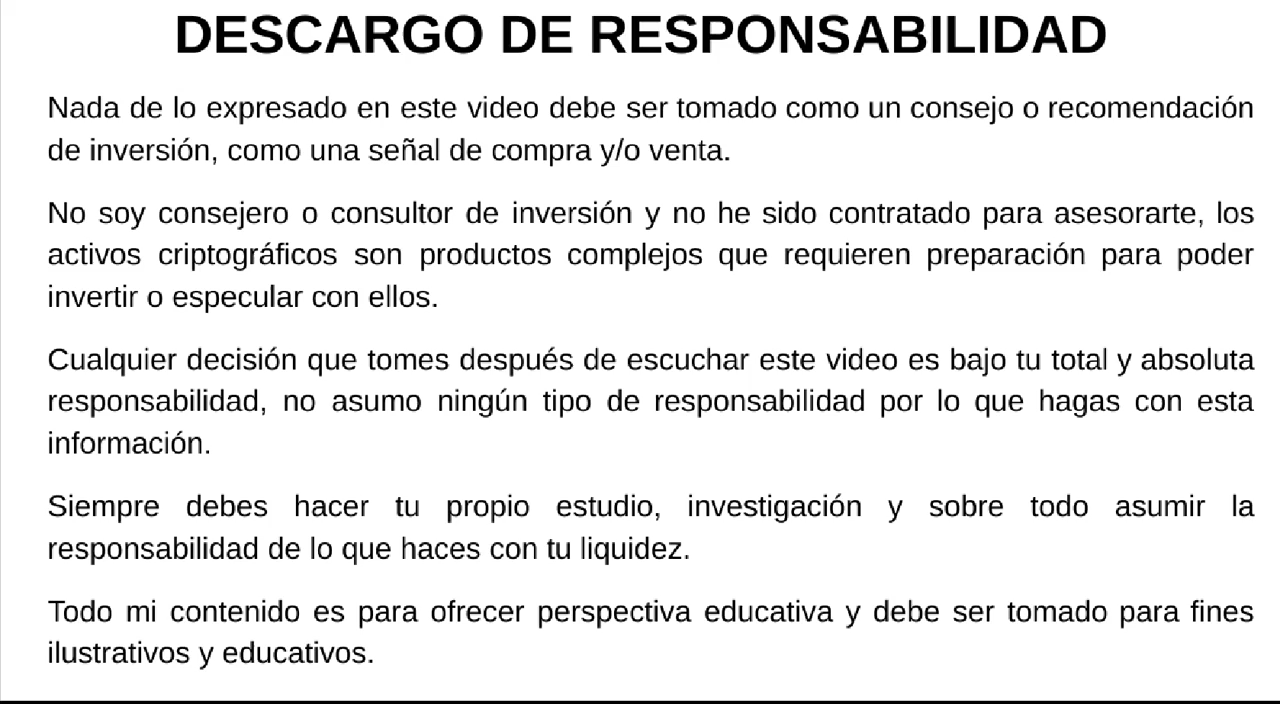 DESCARGO DE RESPONSABILIDAD
Nada de lo expresado en este video debe ser tomado como un consejo o recomendación
de inversión, como una señal de compra y/o venta.
No soy consejero o consultor de inversión y no he sido contratado para asesorarte, los
activos criptográficos son productos complejos que requieren preparación para poder
invertir o especular con ellos.
Cualquier decisión que tomes después de escuchar este video es bajo tu total y absoluta
responsabilidad, no asumo ningún tipo de responsabilidad por lo que hagas con esta
información.
Siempre debes hacer tu propio estudio, investigación y sobre todo asumir la
responsabilidad de lo que haces con tu liquidez.
Todo mi contenido es para ofrecer perspectiva educativa y debe ser tomado para fines
ilustrativos y educativos.